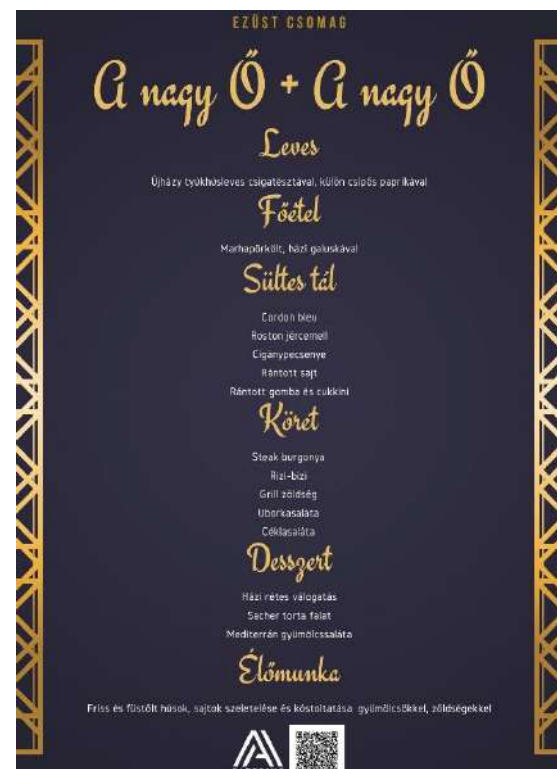 EZÜST CSOMAG
A nagy Ő + A nagy Ő
Leves
Újházy tyúkhúsleves csigatésztával, külön csípős paprikával
Főétel
Marhapörkölt, házi galuskával
Sültes tál
Cordon bleu
Roston jércemell
Cigánypecsenye
Rántott sajt
Rántott gomba és cukkini
Köret
Steak burgonya
Rizi-bizi
Grill zöldség
Uborkasaláta
Céklasaláta
Desszert
Házi rétes válogatás
Sacher torta falat
Mediterrán gyümölcssaláta
Élőmunka
Friss és füstölt húsok, sajtok szeletelése és kóstoltatása gyümölcsökkel, zöldségekkel